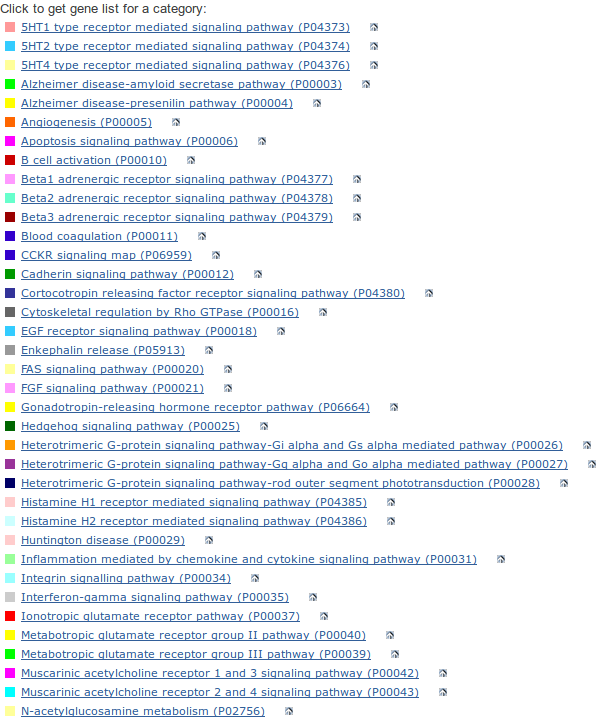 Click to get gene list for a category:
5HT1 type receptor mediated signaling pathway (P04373)
5HT2 type receptor mediated signaling pathway (P04374)
5HT4 type receptor mediated signaling pathway (P04376)
Alzheimer disease-amyloid secretase pathway (P00003)
Alzheimer disease-presenilin pathway (P00004)
Angiogenesis (P00005)
Apoptosis signaling pathway (P00006)
B cell activation (P00010)
Beta1 adrenergic receptor signaling pathway (P04377)
Beta2 adrenergic receptor signaling pathway (P04378)
Beta3 adrenergic receptor signaling pathway (P04379)
Blood coagulation (P00011)
CCKR signaling map (P06959)
Cadherin signaling pathway (P00012)
Cortocotropin releasing factor receptor signaling pathway (P04380)
Cytoskeletal regulation by Rho GTPase (P00016)
EGF receptor signaling pathway (P00018)
Enkephalin release (P05913)
FAS signaling pathway (P00020)
FGF signaling pathway (P00021)
Gonadotropin-releasing hormone receptor pathway (P06664)
Hedgehog signaling pathway (P00025)
Heterotrimeric G-protein signaling pathway-Gi alpha and Gs alpha mediated pathway (P00026)
Heterotrimeric G-protein signaling pathway-Gq alpha and Go alpha mediated pathway (P00027)
Heterotrimeric G-protein signaling pathway-rod outer segment phototransduction (P00028)
Histamine H1 receptor mediated signaling pathway (P04385)
Histamine H2 receptor mediated signaling pathway (P04386)
Huntington disease (P00029)
Inflammation mediated by chemokine and cytokine signaling pathway (P00031)
Integrin signalling pathway (P00034)
Interferon-gamma signaling pathway (P00035)
Ionotropic glutamate receptor pathway (P00037)
Metabotropic glutamate receptor group II pathway (P00040)
Metabotropic glutamate receptor group III pathway (P00039)
Muscarinic acetylcholine receptor 1 and 3 signaling pathway (P00042)
Muscarinic acetylcholine receptor 2 and 4 signaling pathway (P00043)
N-acetylglucosamine metabolism (P02756)